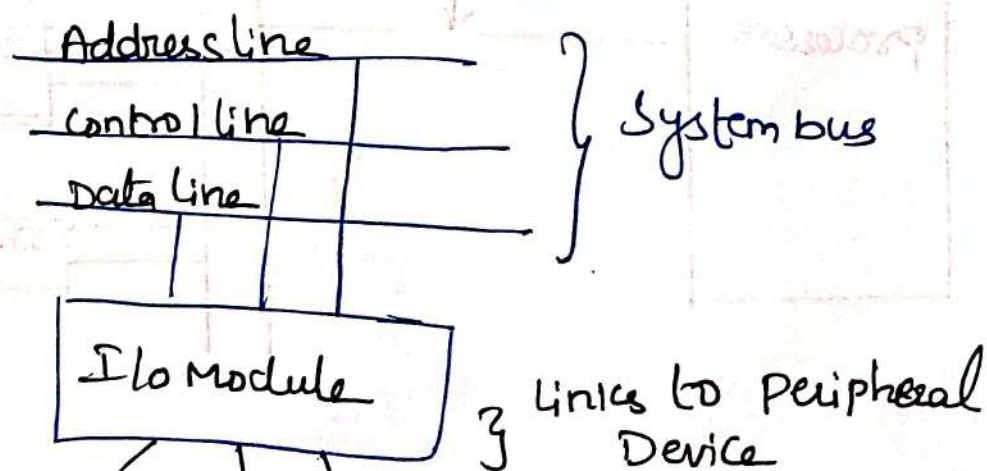 Address line
Control line
Data line
System bus
I/o Module
Links to Peripheral
Device